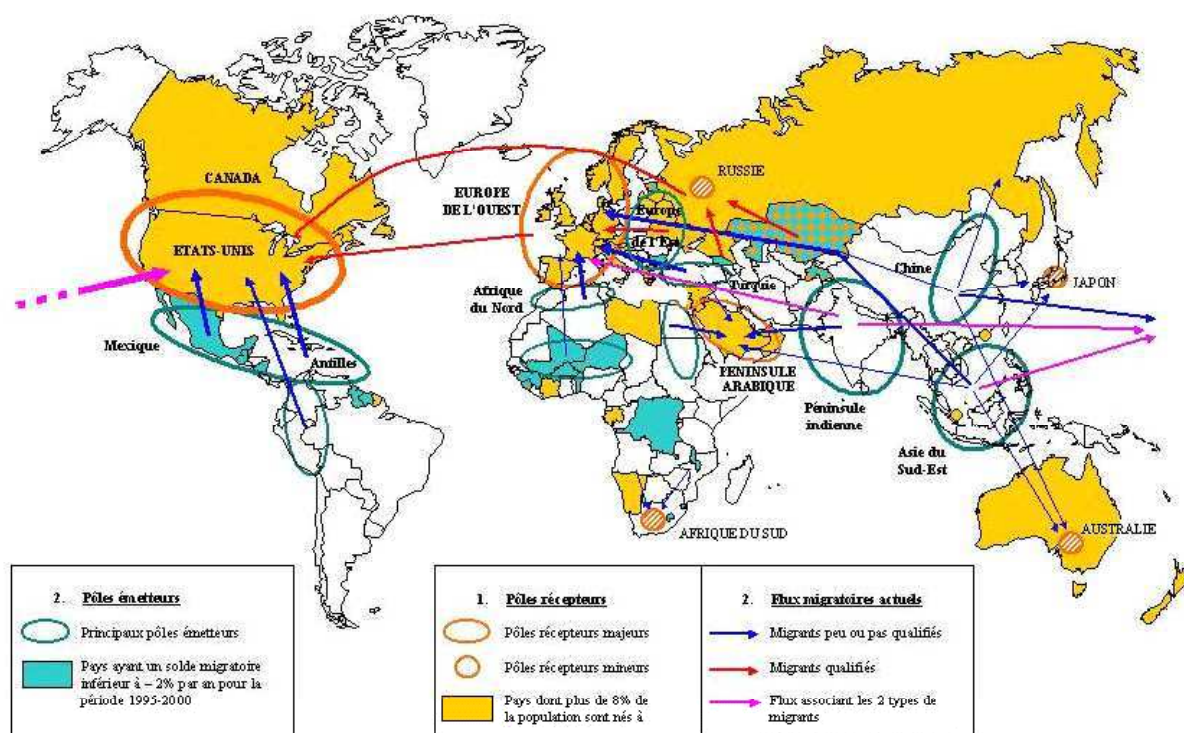 CANADA
ETATS-UNIS
Mexique
Antilles
EUROPE
DE L'OUEST
Europe
de l'Est
RUSSIE
Turquie
Afrique
du Nord
PENINSULE
ARABIQUE
Péninsule
indienne
Chine
JAPON
Asie du
Sud-Est
AFRIQUE DU SUD
AUSTRALIE
2. Pôles émetteurs
Principaux pôles émetteurs
Pays ayant un solde migratoire
inférieur à – 2% par an pour la
période 1995-2000
1. Pôles récepteurs
Pôles récepteurs majeurs
Pôles récepteurs mineurs
Pays dont plus de 8% de
la population sont nés à
2. Flux migratoires actuels
Migrants peu ou pas qualifiés
Migrants qualifiés
Flux associant les 2 types de
migrants